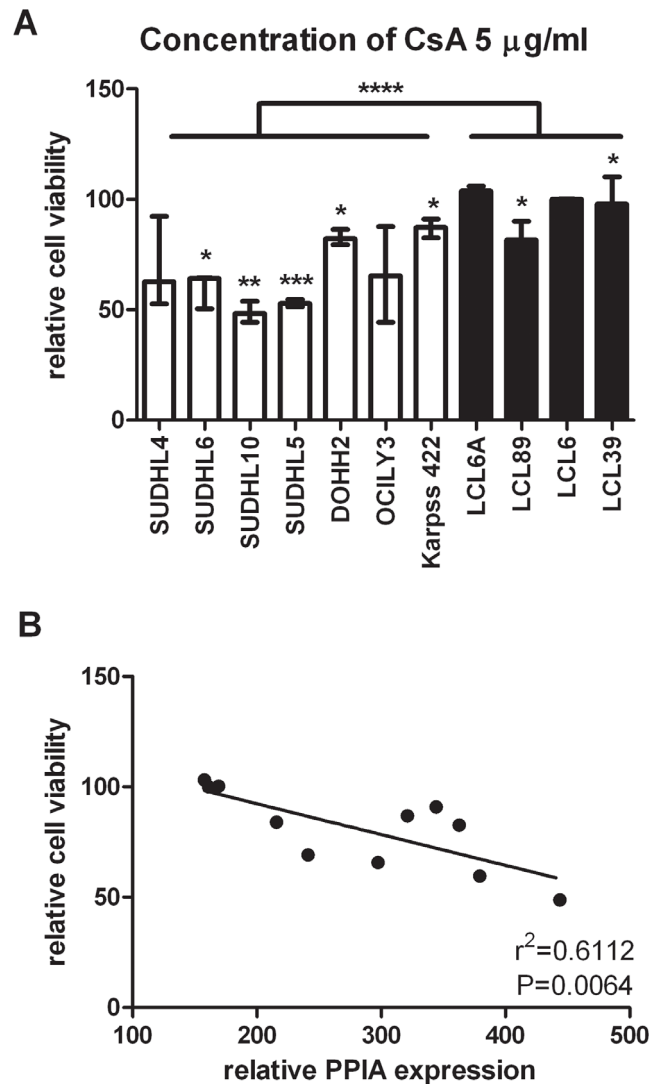 A
Concentration of CsA 5 μg/ml
relative cell viability
150
100
50
0
****
* ** *** * * * *
SUDHL4
SUDHL6
SUDHL10
SUDHL5
DOHH2
OCILY3
Karpss 422
LCL6A
LCL89
LCL6
LCL39
B
relative cell viability
150
100
50
0
r²=0.6112
P=0.0064
100 200 300 400 500
relative PPIA expression